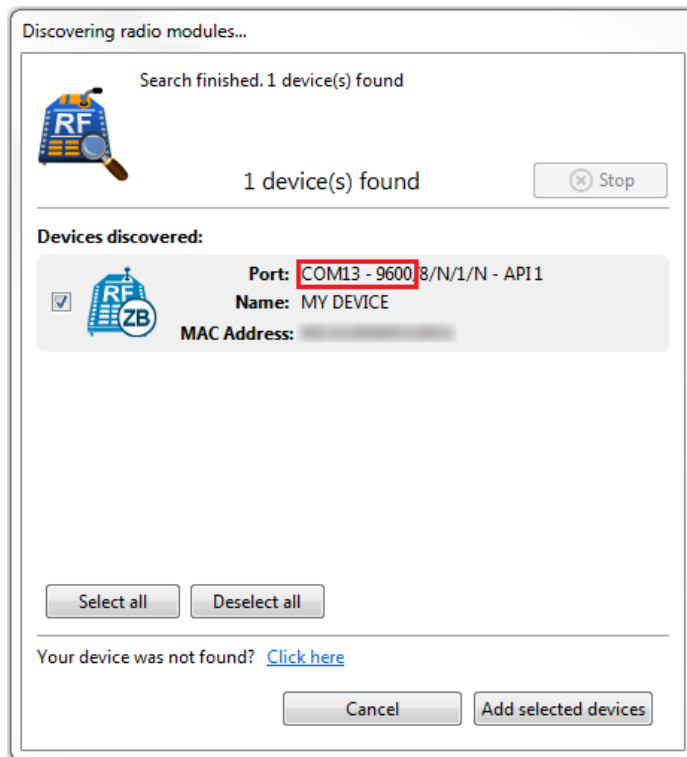 Discovering radio modules...
Search finished. 1 device(s) found
RF
1 device(s) found
Stop
Devices discovered:
Port: COM13 - 9600/8/N/1/N - API 1
RF
ZB
Name: MY DEVICE
MAC Address:
Select all Deselect all
Your device was not found? Click here
Cancel Add selected devices